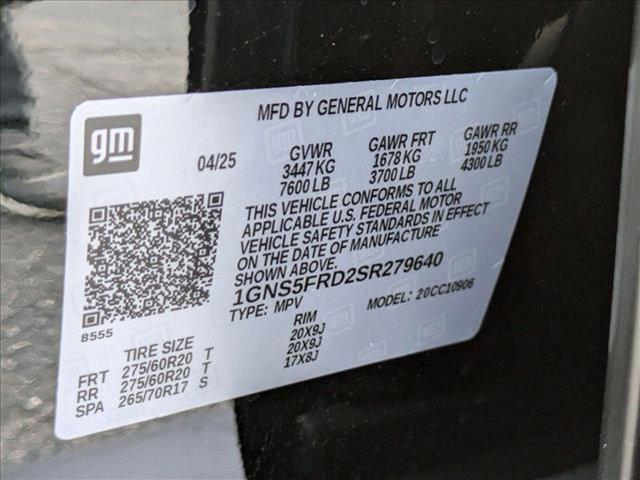 gm
MFD BY GENERAL MOTORS LLC
04/25
GVWR
3447 KG
7600 LB
GAWR FRT
1678 KG
3700 LB
GAWR RR
1950 KG
4300 LB
THIS VEHICLE CONFORMS TO ALL
APPLICABLE U.S. FEDERAL MOTOR
VEHICLE SAFETY STANDARDS IN EFFECT
ON THE DATE OF MANUFACTURE
SHOWN ABOVE.
1GNS5FRD2SR279640
TYPE: MPV
MODEL: 20CC10906
8555
TIRE SIZE
RIM
FRT 275/60R20 T 20X9J
RR 275/60R20 T 20X9J
SPA 265/70R17 S 17X8J